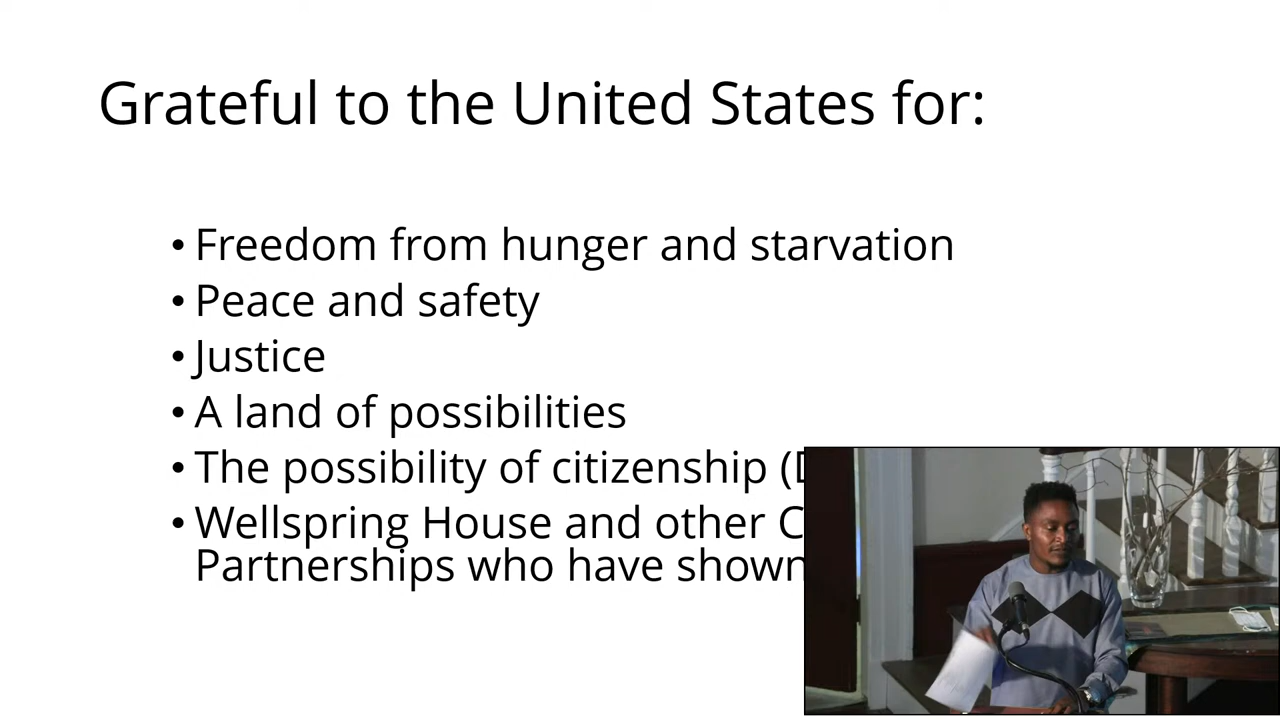 Grateful to the United States for:
• Freedom from hunger and starvation
• Peace and safety
• Justice
• A land of possibilities
• The possibility of citizenship (
• Wellspring House and other
Partnerships who have shown